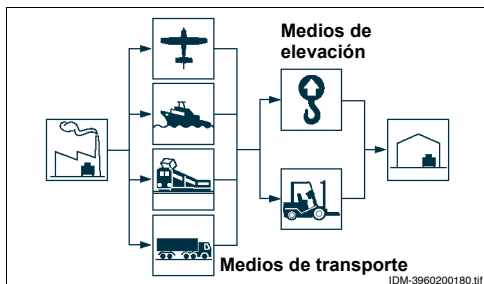 Medios de
elevación
Medios de transporte
IDM-3960200180.tif